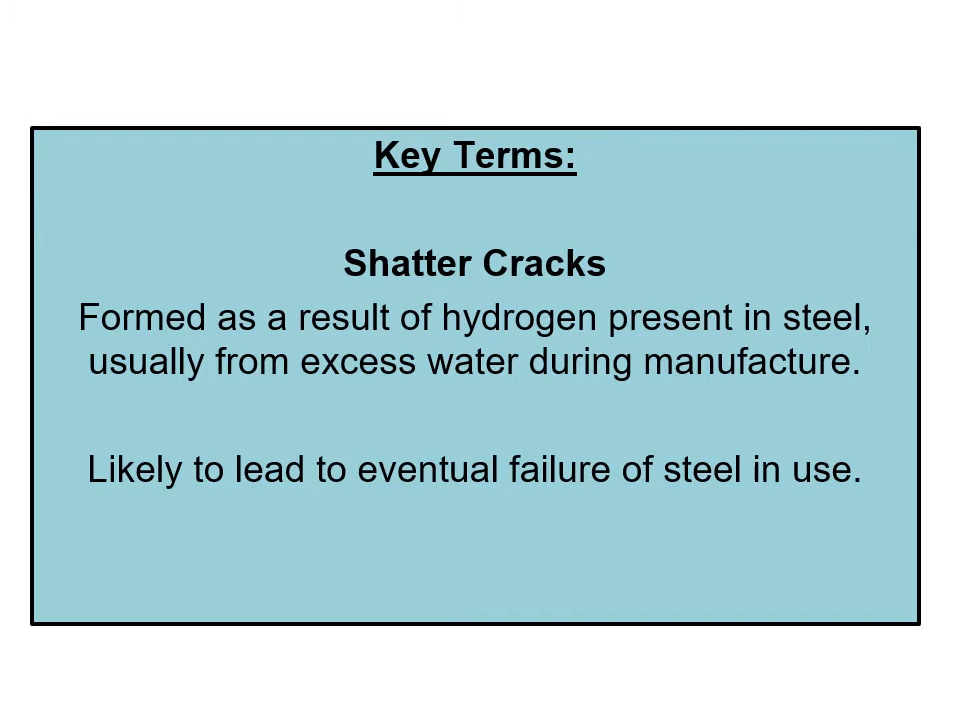 Key Terms:
Shatter Cracks
Formed as a result of hydrogen present in steel,
usually from excess water during manufacture.
Likely to lead to eventual failure of steel in use.